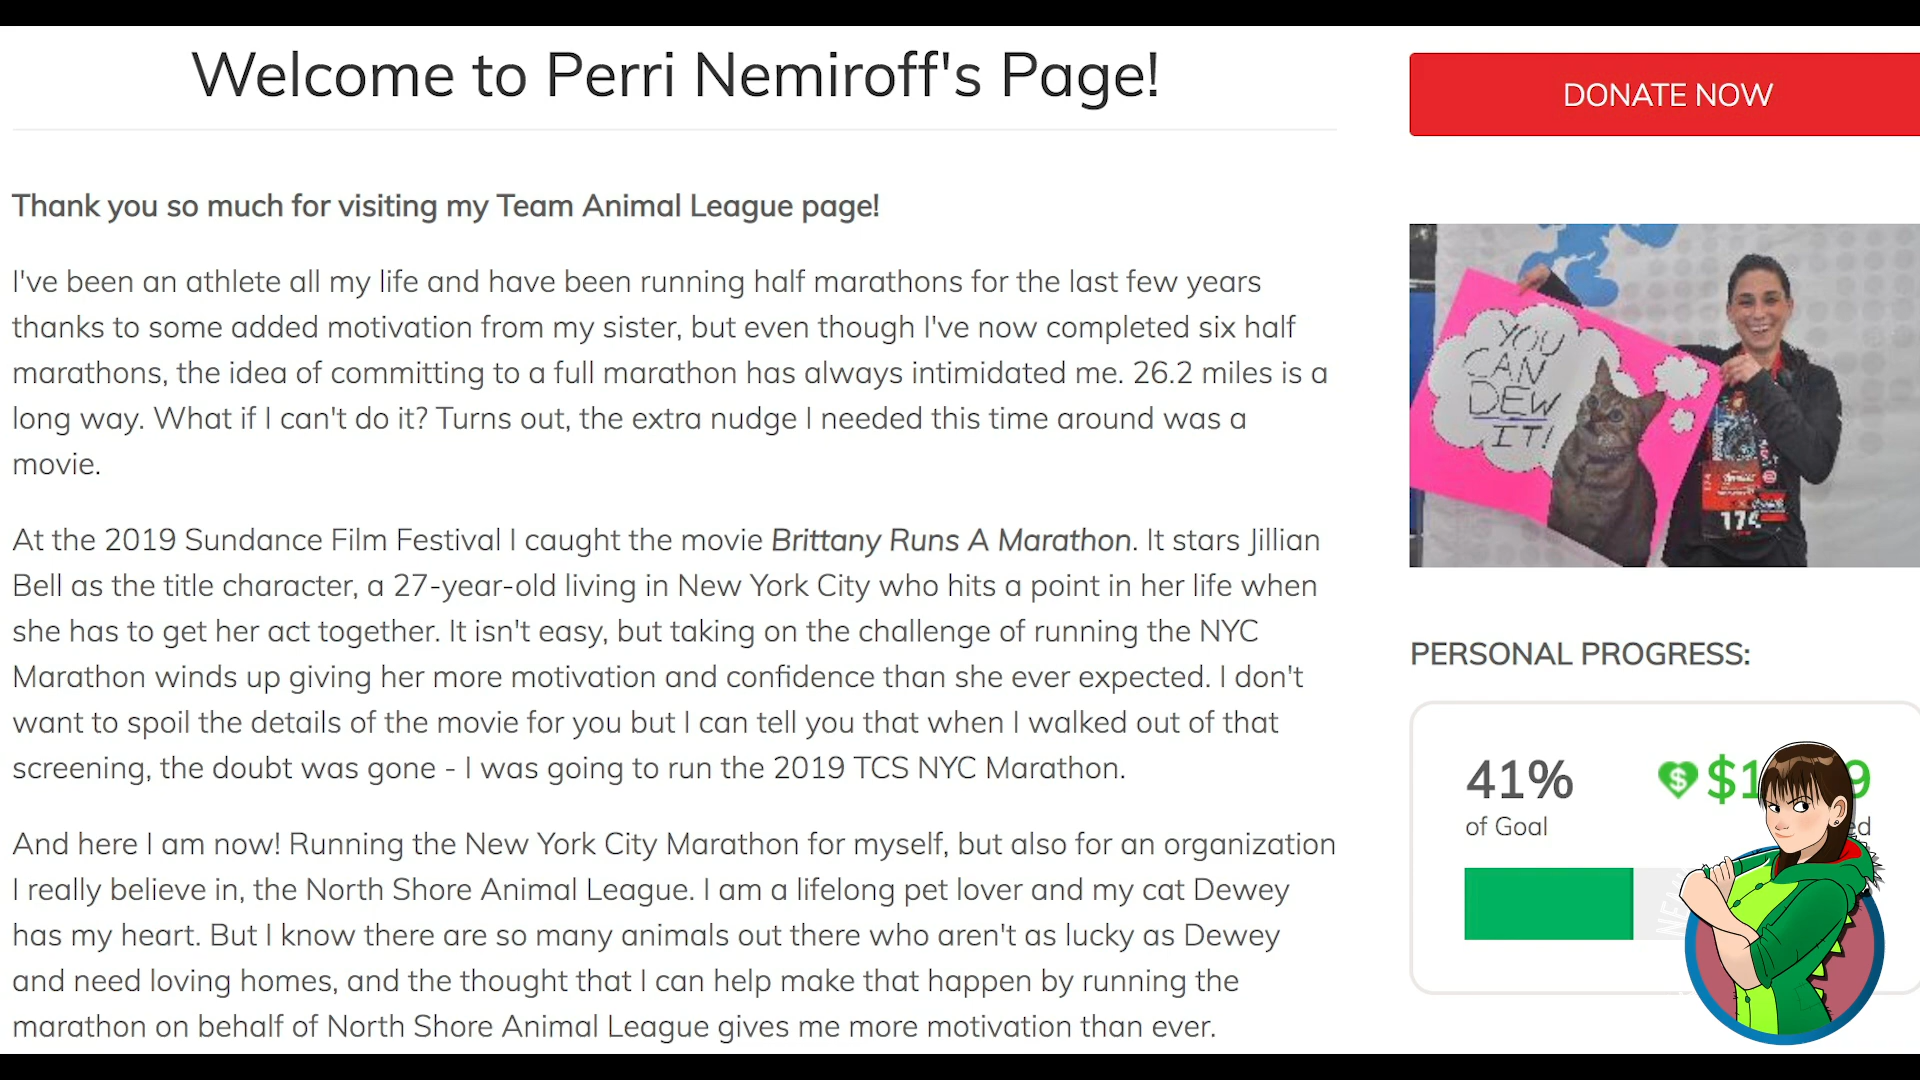 Welcome to Perri Nemiroff's Page!
DONATE NOW
Thank you so much for visiting my Team Animal League page!
I've been an athlete all my life and have been running half marathons for the last few years
thanks to some added motivation from my sister, but even though I've now completed six half
marathons, the idea of committing to a full marathon has always intimidated me. 26.2 miles is a
long way. What if I can't do it? Turns out, the extra nudge I needed this time around was a
movie.
At the 2019 Sundance Film Festival I caught the movie Brittany Runs A Marathon. It stars Jillian
Bell as the title character, a 27-year-old living in New York City who hits a point in her life when
she has to get her act together. It isn't easy, but taking on the challenge of running the NYC
Marathon winds up giving her more motivation and confidence than she ever expected. I don't
want to spoil the details of the movie for you but I can tell you that when I walked out of that
screening, the doubt was gone - I was going to run the 2019 TCS NYC Marathon.
And here I am now! Running the New York City Marathon for myself, but also for an organization
I really believe in, the North Shore Animal League. I am a lifelong pet lover and my cat Dewey
has my heart. But I know there are so many animals out there who aren't as lucky as Dewey
and need loving homes, and the thought that I can help make that happen by running the
marathon on behalf of North Shore Animal League gives me more motivation than ever.
YOU
CAN
DEW
IT!
174
PERSONAL PROGRESS:
41%
of Goal